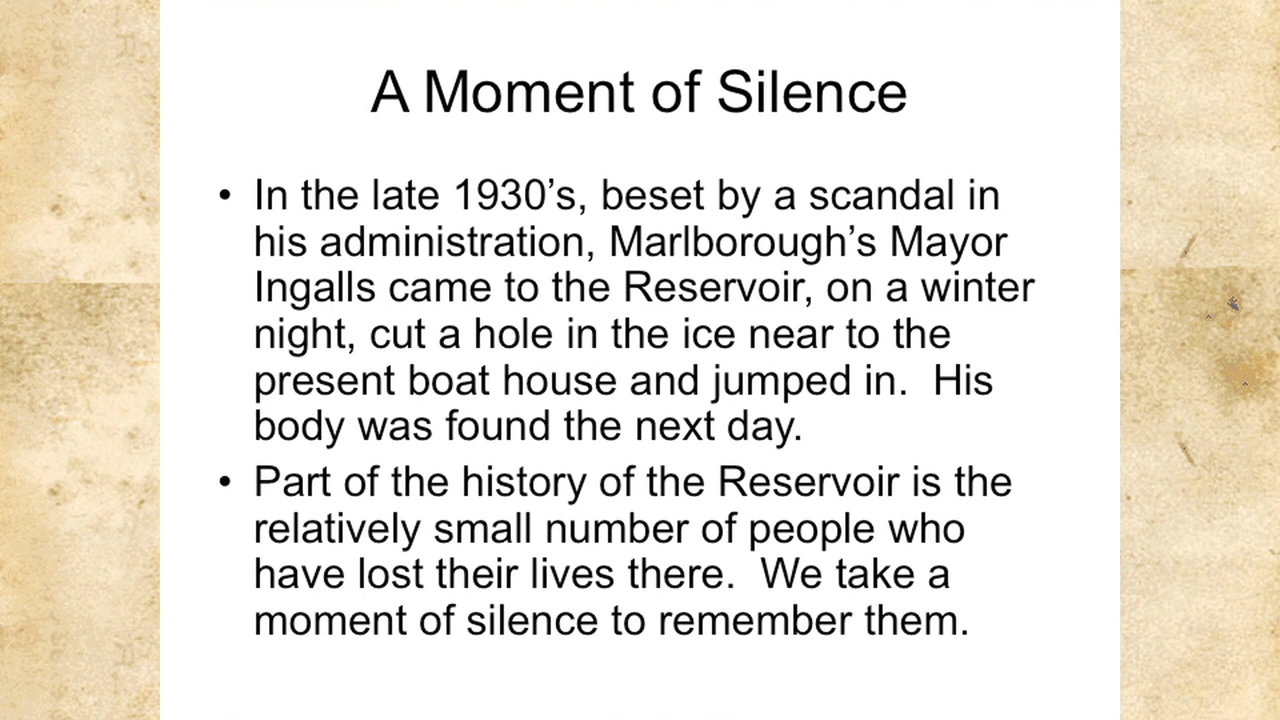 A Moment of Silence
• In the late 1930’s, beset by a scandal in
his administration, Marlborough’s Mayor
Ingalls came to the Reservoir, on a winter
night, cut a hole in the ice near to the
present boat house and jumped in.  His
body was found the next day.
• Part of the history of the Reservoir is the
relatively small number of people who
have lost their lives there.  We take a
moment of silence to remember them.